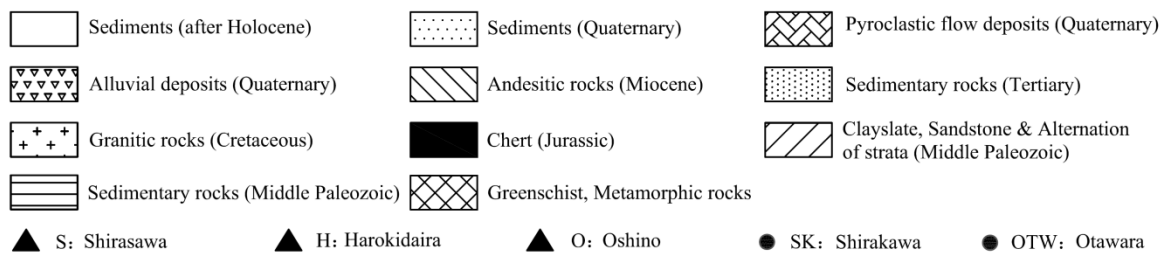 Sediments (after Holocene)
Sediments (Quaternary)
Pyroclastic flow deposits (Quaternary)
Alluvial deposits (Quaternary)
Andesitic rocks (Miocene)
Sedimentary rocks (Tertiary)
Granitic rocks (Cretaceous)
Chert (Jurassic)
Clayslate, Sandstone & Alternation
of strata (Middle Paleozoic)
Sedimentary rocks (Middle Paleozoic)
Greenschist, Metamorphic rocks
S: Shirasawa
H: Harokidaira
O: Oshino
SK: Shirakawa
OTW: Otawara